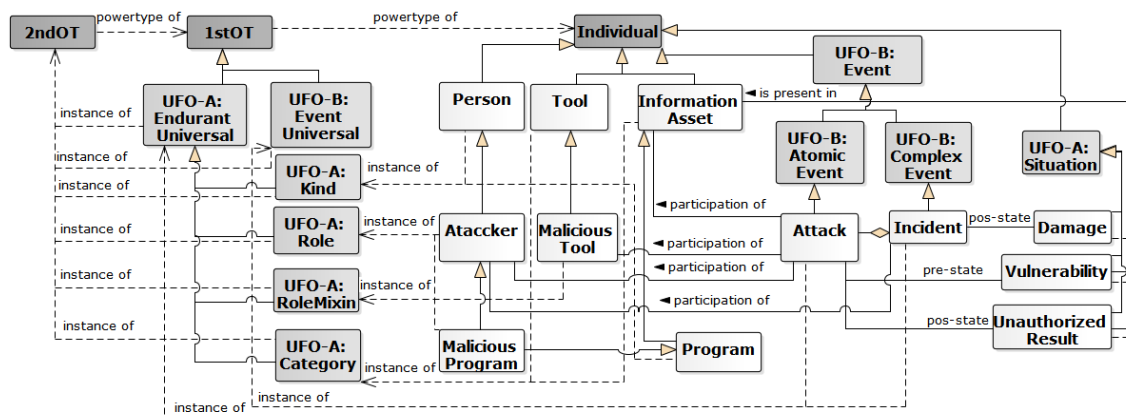 powertype of
powertype of
2ndOT
1stOT
Individual
UFO-B:
Event
instance of
UFO-A:
Endurant
Universal
UFO-B:
Event
Universal
Person
Tool
Information
Asset
◄ is present in
UFO-B:
Atomic
Event
UFO-B:
Complex
Event
UFO-A:
Situation
instance of
instance of
UFO-A:
Kind
instance of
instance of
UFO-A:
Role
instance of
Ataccker
Malicious
Tool
◄ participation of
◄ participation of
◄ participation of
◄ participation of
Attack
Incident
pos-state
Damage
pre-state
Vulnerability
instance of
UFO-A:
RoleMixin
instance of
pos-state
Unauthorized
Result
instance of
UFO-A:
Category
instance of
Malicious
Program
Program
instance of
instance of